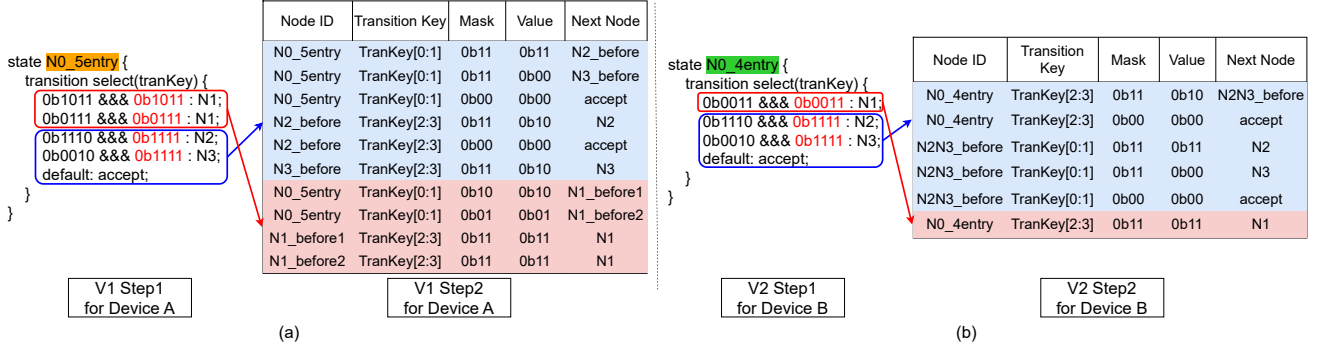 state N0_5entry {
transition select(tranKey) {
0b1011 &&& 0b1011 : N1;
0b0111 &&& 0b0111 : N1;
0b1110 &&& 0b1111 : N2;
0b0010 &&& 0b1111 : N3;
default: accept;
}
}
Node ID Transition Key Mask Value Next Node
N0_5entry TranKey[0:1] 0b11 0b11 N2_before
N0_5entry TranKey[0:1] 0b11 0b00 N3_before
N0_5entry TranKey[0:1] 0b00 0b00 accept
N2_before TranKey[2:3] 0b11 0b10 N2
N2_before TranKey[2:3] 0b00 0b00 accept
N3_before TranKey[2:3] 0b11 0b10 N3
N0_5entry TranKey[0:1] 0b10 0b10 N1_before1
N0_5entry TranKey[0:1] 0b01 0b01 N1_before2
N1_before1 TranKey[2:3] 0b11 0b11 N1
N1_before2 TranKey[2:3] 0b11 0b11 N1
V1 Step1
for Device A
V1 Step2
for Device A
(a)
state N0_4entry {
transition select(tranKey) {
0b0011 &&& 0b0011 : N1;
0b1110 &&& 0b1111 : N2;
0b0010 &&& 0b1111 : N3;
default: accept;
}
}
Node ID Transition Key Mask Value Next Node
N0_4entry TranKey[2:3] 0b11 0b10 N2N3_before
N0_4entry TranKey[2:3] 0b00 0b00 accept
N2N3_before TranKey[0:1] 0b11 0b11 N2
N2N3_before TranKey[0:1] 0b11 0b00 N3
N2N3_before TranKey[0:1] 0b00 0b00 accept
N0_4entry TranKey[2:3] 0b11 0b11 N1
V2 Step1
for Device B
V2 Step2
for Device B
(b)